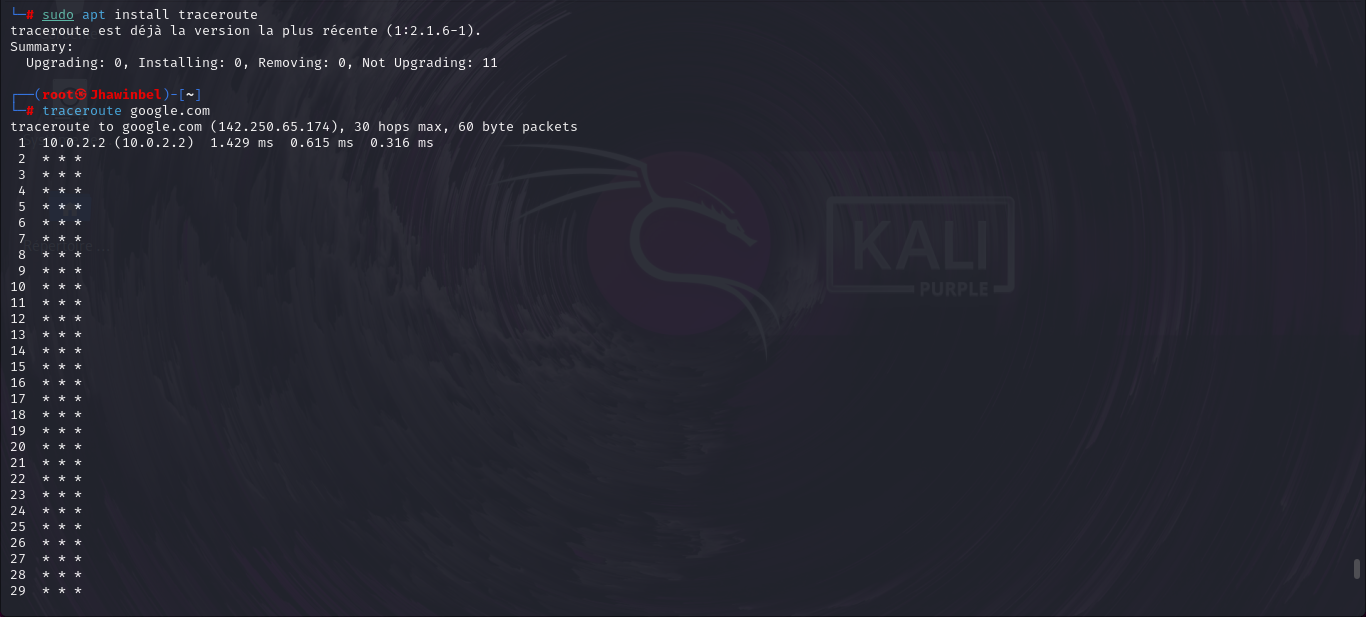 └─# sudo apt install traceroute
traceroute est déjà la version la plus récente (1:2.1.6-1).
Summary:
  Upgrading: 0, Installing: 0, Removing: 0, Not Upgrading: 11

┌──(root㉿Jhawinbel)-[~]
└─# traceroute google.com
traceroute to google.com (142.250.65.174), 30 hops max, 60 byte packets
 1  10.0.2.2 (10.0.2.2)  1.429 ms  0.615 ms  0.316 ms
 2  * * *
 3  * * *
 4  * * *
 5  * * *
 6  * * *
 7  * * *
 8  * * *
 9  * * *
10  * * *
11  * * *
12  * * *
13  * * *
14  * * *
15  * * *
16  * * *
17  * * *
18  * * *
19  * * *
20  * * *
21  * * *
22  * * *
23  * * *
24  * * *
25  * * *
26  * * *
27  * * *
28  * * *
29  * * *
KALI
PURPLE